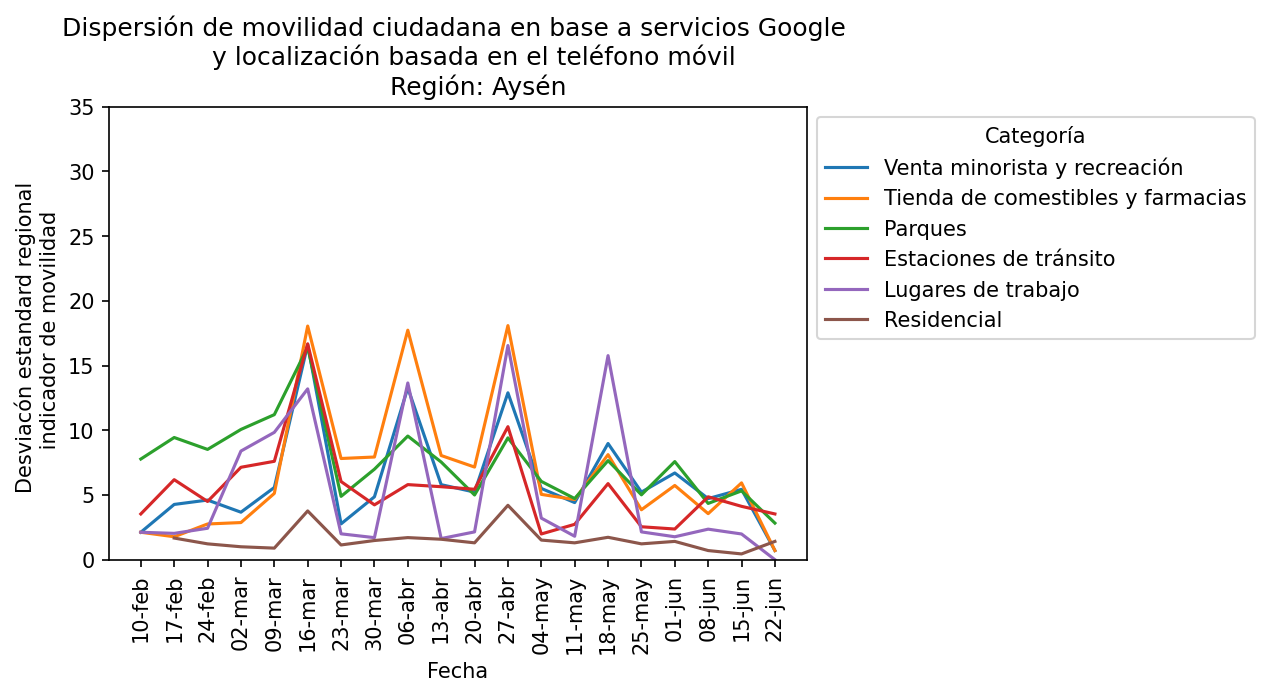 Dispersión de movilidad ciudadana en base a servicios Google
y localización basada en el teléfono móvil
Región: Aysén
Desviacón estandard regional
indicador de movilidad
35
30
25
20
15
10
5
0
10-feb
17-feb
24-feb
02-mar
09-mar
16-mar
23-mar
30-mar
06-abr
13-abr
20-abr
27-abr
04-may
11-may
18-may
25-may
01-jun
08-jun
15-jun
22-jun
Fecha
Categoría
Venta minorista y recreación
Tienda de comestibles y farmacias
Parques
Estaciones de tránsito
Lugares de trabajo
Residencial